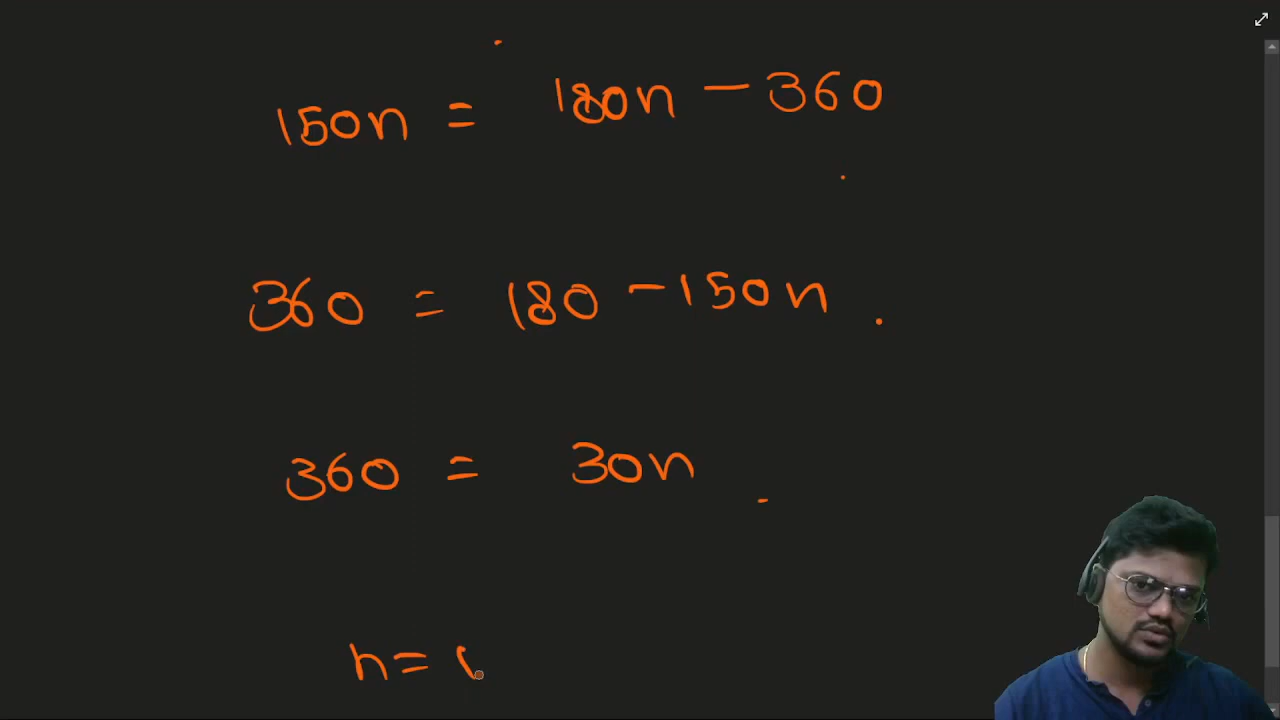 150n = 180n - 360
360 = 180 - 150n
360 = 30n
n =